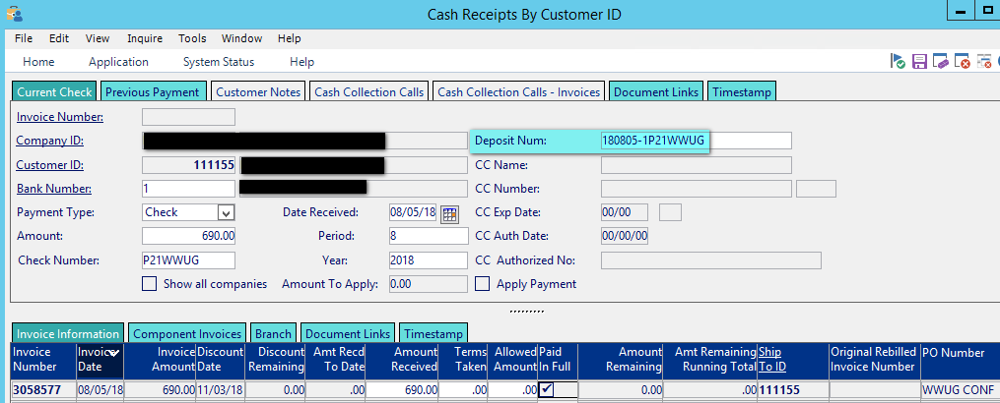 Cash Receipts By Customer ID
File Edit View Inquire Tools Window Help
Home Application System Status Help
Current Check Previous Payment Customer Notes Cash Collection Calls Cash Collection Calls - Invoices Document Links Timestamp
Invoice Number:
Company ID: Deposit Num: 180805-1P21WWUG
Customer ID: 111155 CC Name:
Bank Number: 1 CC Number:
Payment Type: Check Date Received: 08/05/18 CC Exp Date: 00/00
Amount: 690.00 Period: 8 CC Auth Date: 00/00/00
Check Number: P21WWUG Year: 2018 CC Authorized No:
Show all companies Amount To Apply: 0.00 Apply Payment
Invoice Information Component Invoices Branch Document Links Timestamp
Invoice Invoice Invoice Discount Discount Amt Recd Amount Terms Allowed Paid Amount Amt Remaining Ship Original Rebilled PO Number
Number Date Amount Date Remaining To Date Received Taken Amount In Full Remaining Running Total To ID Invoice Number
3058577 08/05/18 690.00 11/03/18 .00 .00 690.00 .00 .00 0.00 .00 111155 WWUG CONF